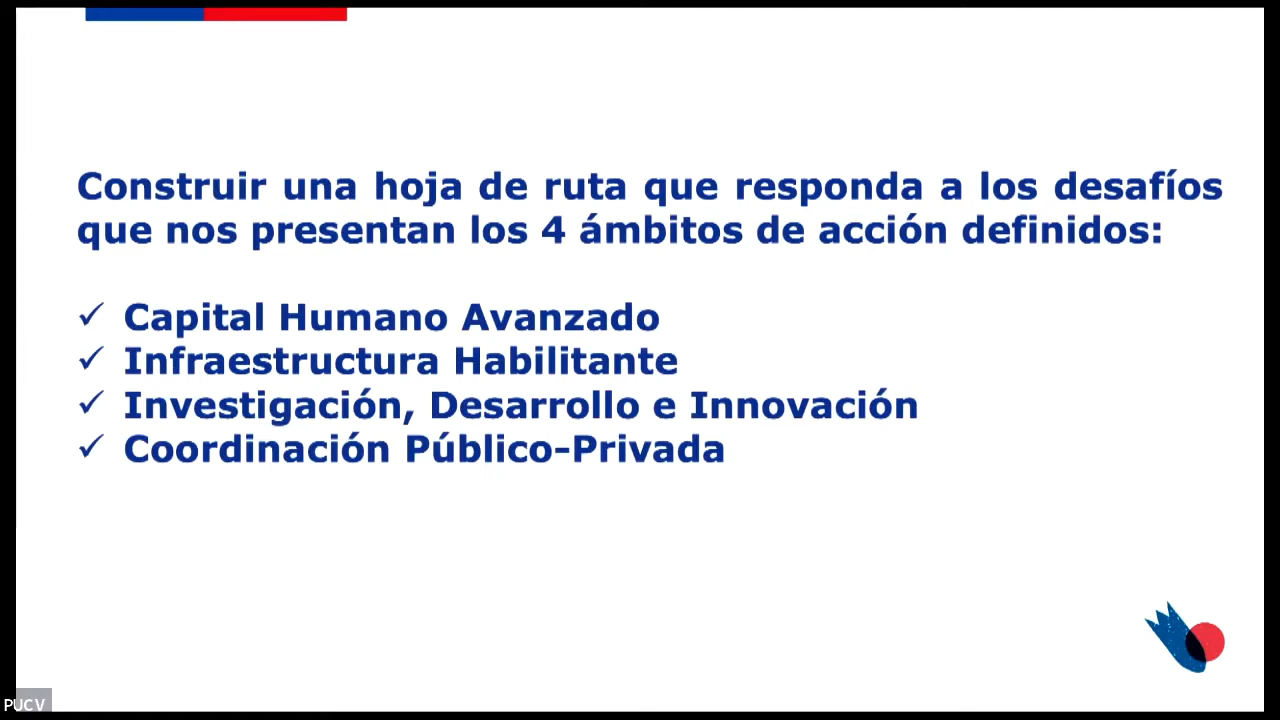 Construir una hoja de ruta que responda a los desafíos
que nos presentan los 4 ámbitos de acción definidos:
✓ Capital Humano Avanzado
✓ Infraestructura Habilitante
✓ Investigación, Desarrollo e Innovación
✓ Coordinación Público-Privada
PUCV